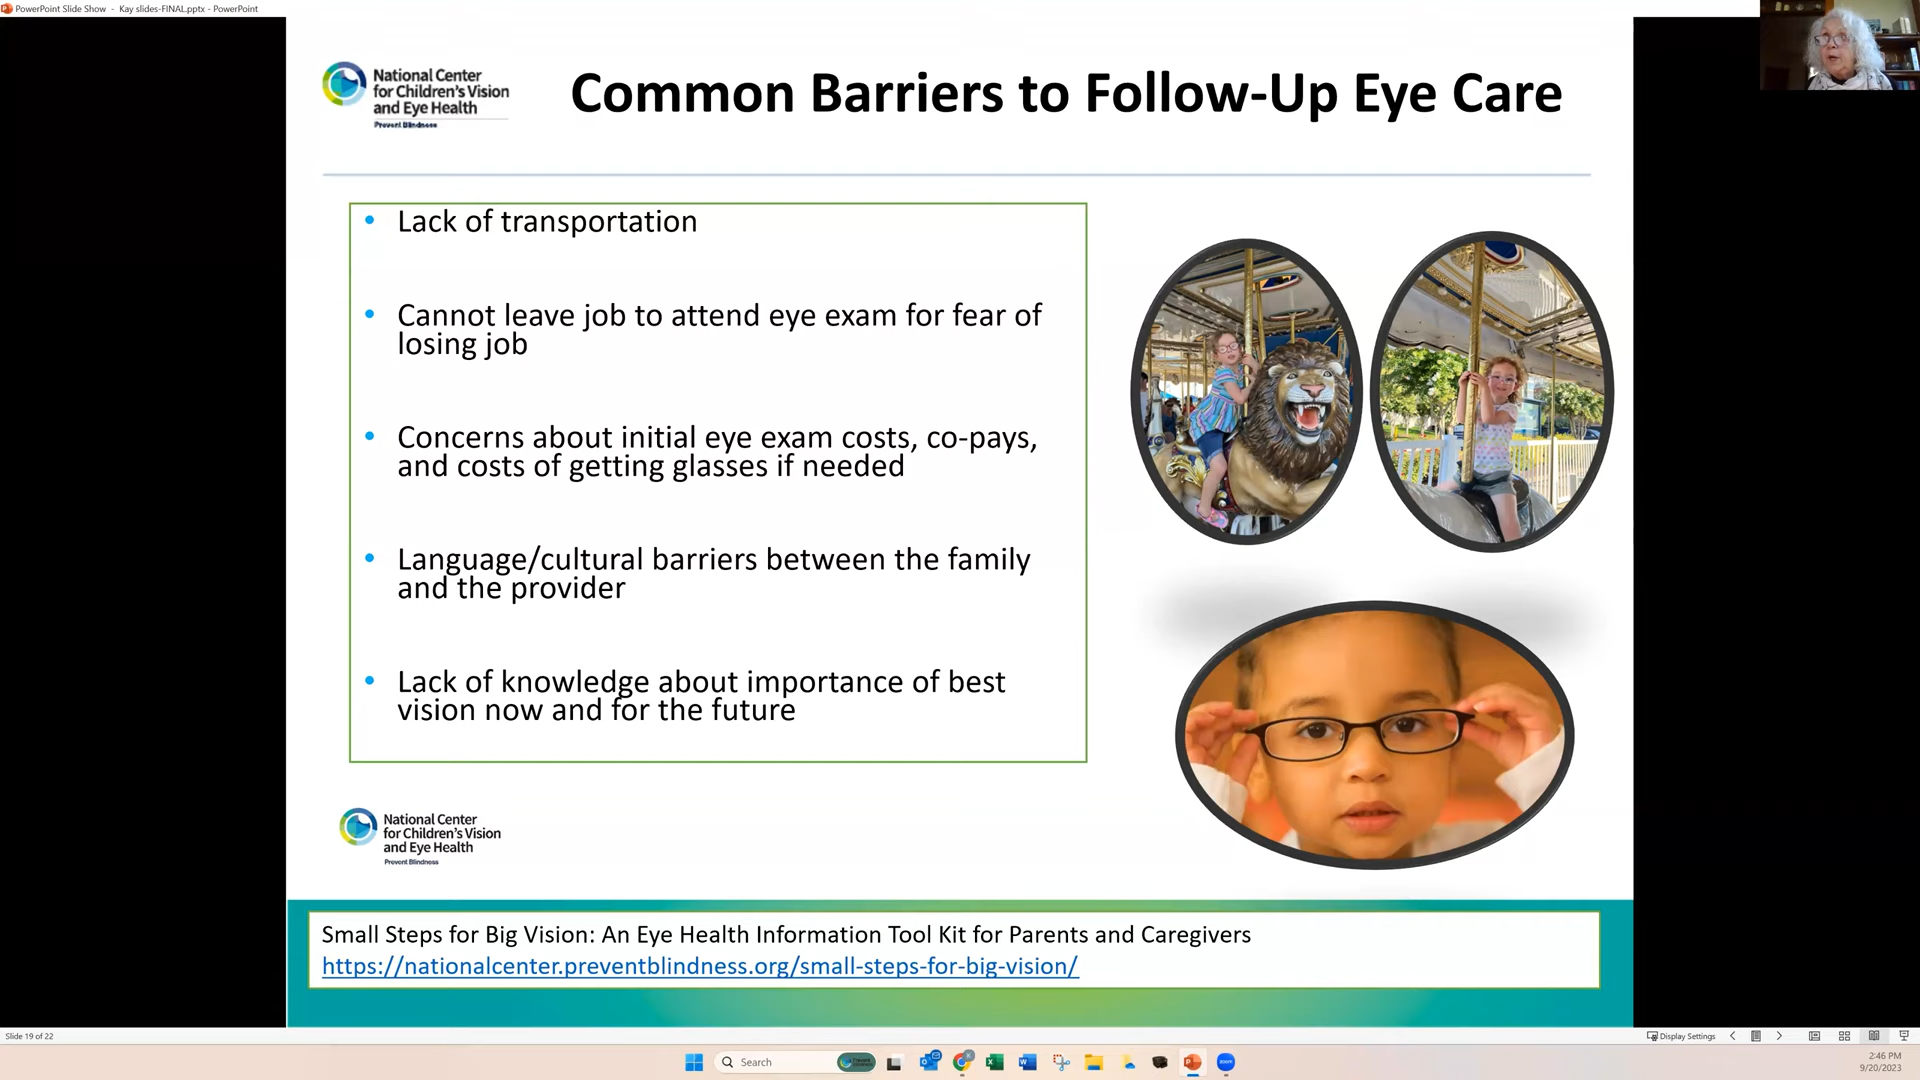 PowerPoint Slide Show - Kay slides-FINAL.pptx - PowerPoint
National Center
for Children's Vision
and Eye Health
Prevent Blindness
Common Barriers to Follow-Up Eye Care
• Lack of transportation
• Cannot leave job to attend eye exam for fear of
losing job
• Concerns about initial eye exam costs, co-pays,
and costs of getting glasses if needed
• Language/cultural barriers between the family
and the provider
• Lack of knowledge about importance of best
vision now and for the future
National Center
for Children's Vision
and Eye Health
Prevent Blindness
Small Steps for Big Vision: An Eye Health Information Tool Kit for Parents and Caregivers
https://nationalcenter.preventblindness.org/small-steps-for-big-vision/
Slide 19 of 22
Display Settings
Search
zoom
2:46 PM
9/20/2023